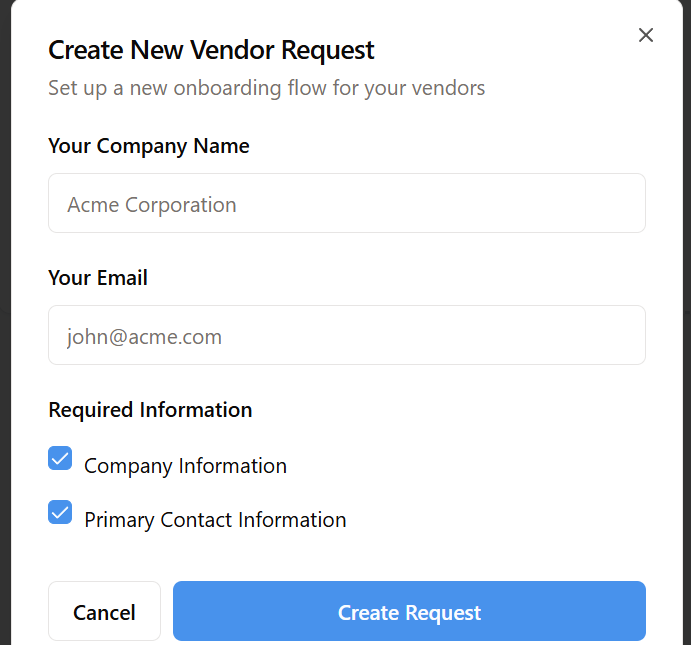 Create New Vendor Request
Set up a new onboarding flow for your vendors
Your Company Name
Acme Corporation
Your Email
john@acme.com
Required Information
Company Information
Primary Contact Information
Cancel
Create Request